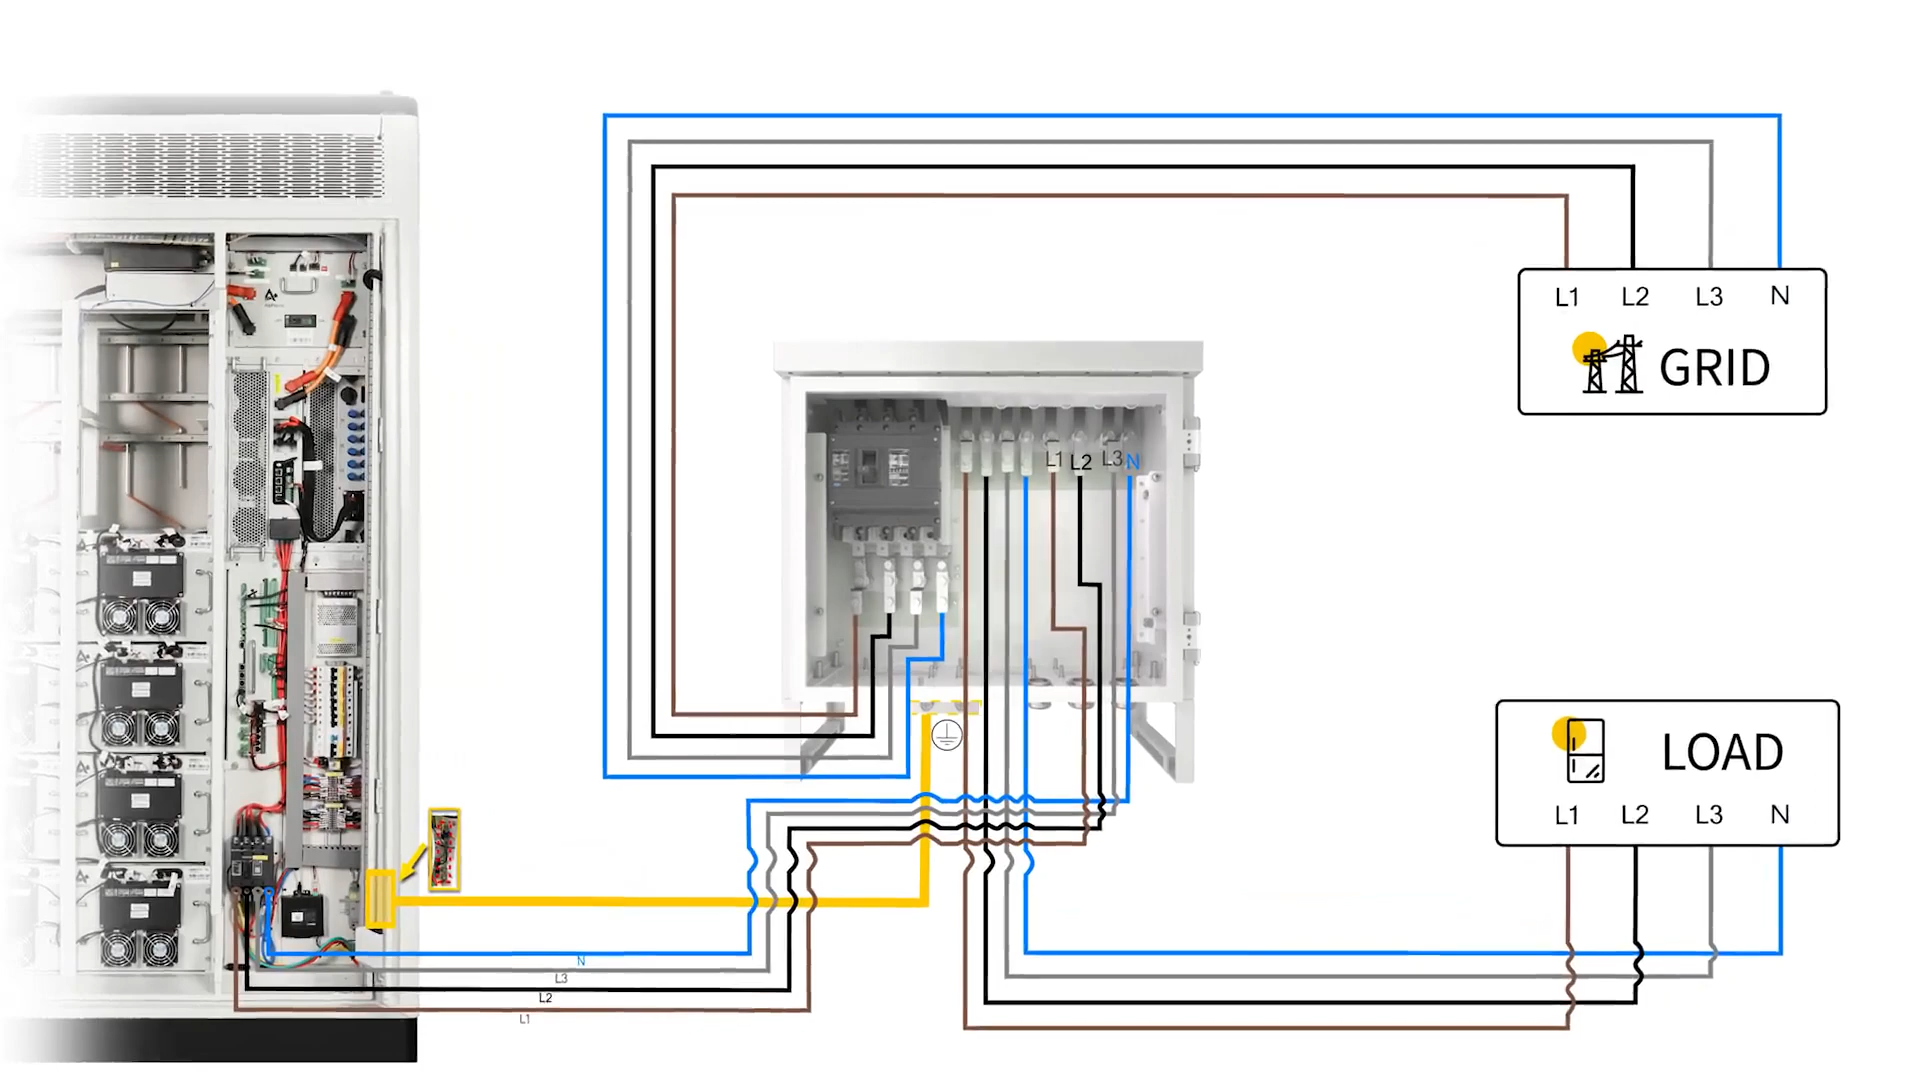 L1 L2 L3 N
GRID
L1 L2 L3 N
LOAD
L1 L2 L3 N
N
L3
L2
L1